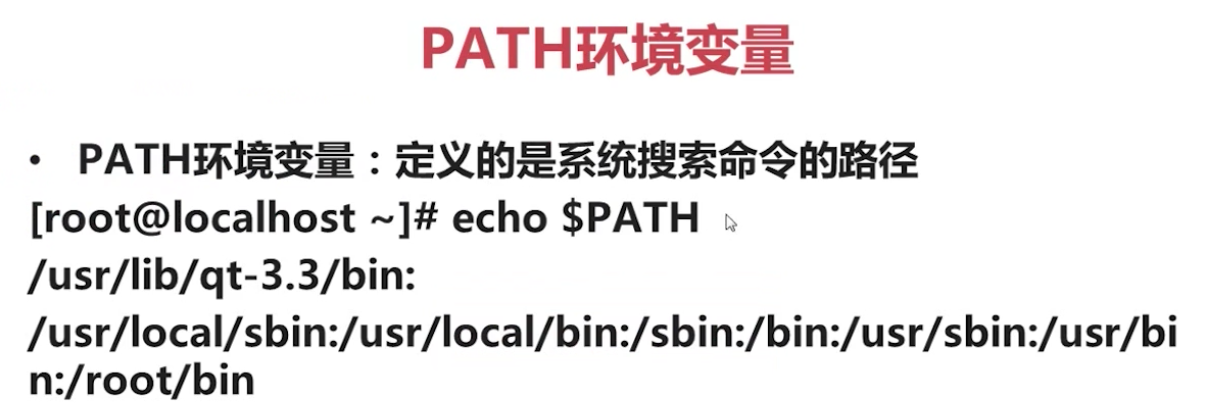 PATH环境变量
• PATH环境变量：定义的是系统搜索命令的路径
[root@localhost ~]# echo $PATH
/usr/lib/qt-3.3/bin:
/usr/local/sbin:/usr/local/bin:/sbin:/bin:/usr/sbin:/usr/bi
n:/root/bin